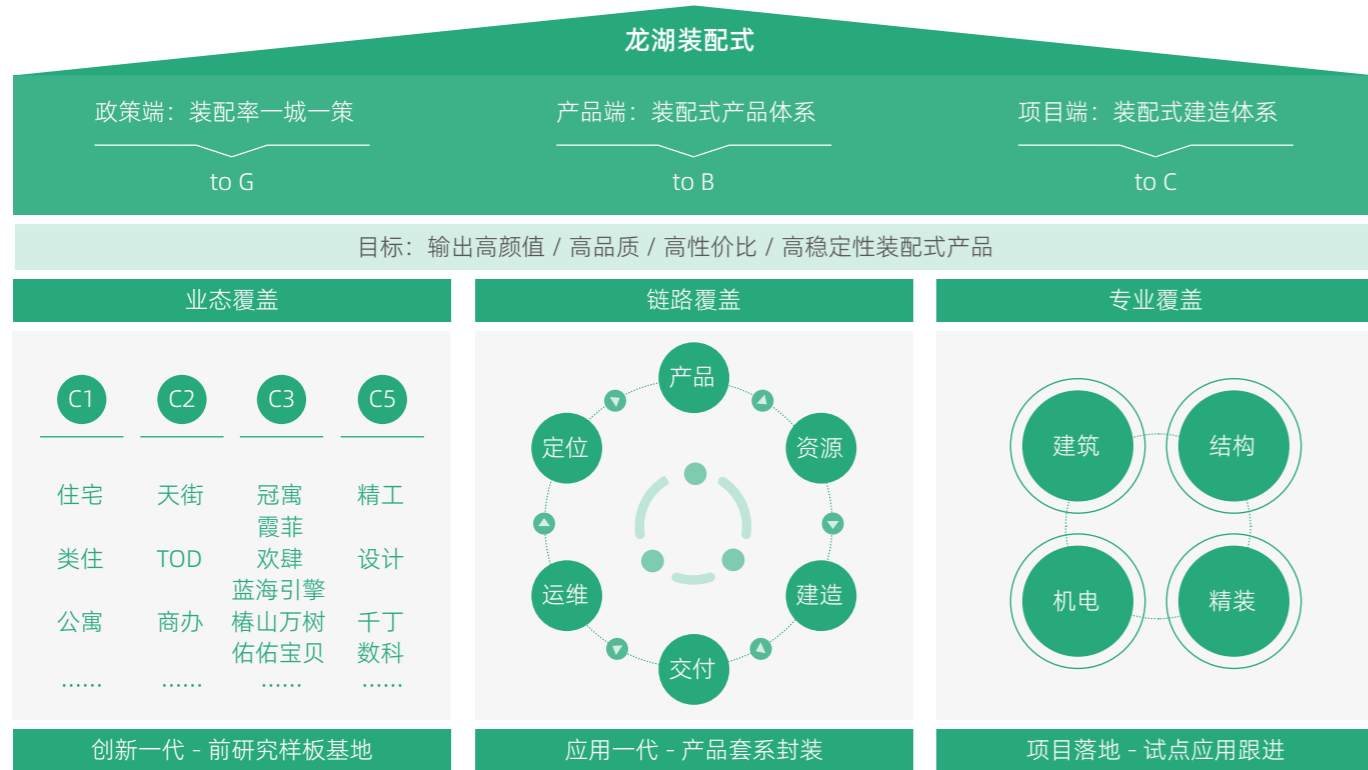 龙湖装配式
政策端：装配率一城一策
to G
产品端：装配式产品体系
to B
项目端：装配式建造体系
to C
目标：输出高颜值 / 高品质 / 高性价比 / 高稳定性装配式产品
业态覆盖
C1
住宅
类住
公寓
……
C2
天街
TOD
商办
……
C3
冠寓
霞菲
欢肆
蓝海引擎
椿山万树
佑佑宝贝
……
C5
精工
设计
千丁
数科
……
创新一代 - 前研究样板基地
链路覆盖
产品
资源
建造
交付
运维
定位
应用一代 - 产品套系封装
专业覆盖
建筑
结构
机电
精装
项目落地 - 试点应用跟进